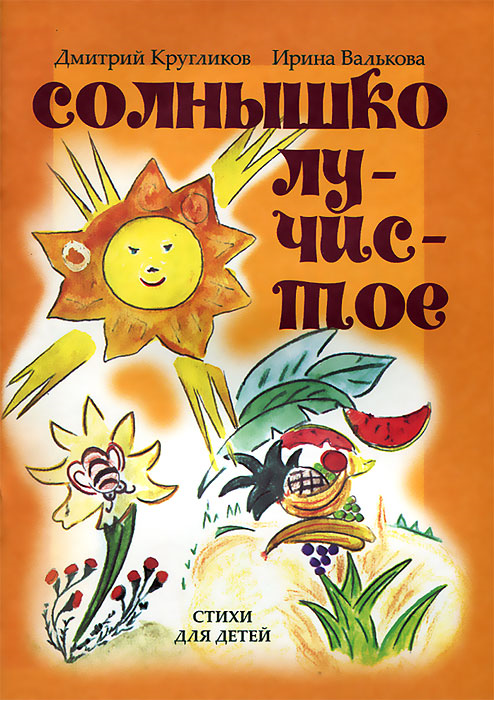 Дмитрий Кругликов Ирина Валькова
СОЛНЫШКО
ЛУ-
ЧИС-
ТОЕ
СТИХИ
ДЛЯ ДЕТЕЙ